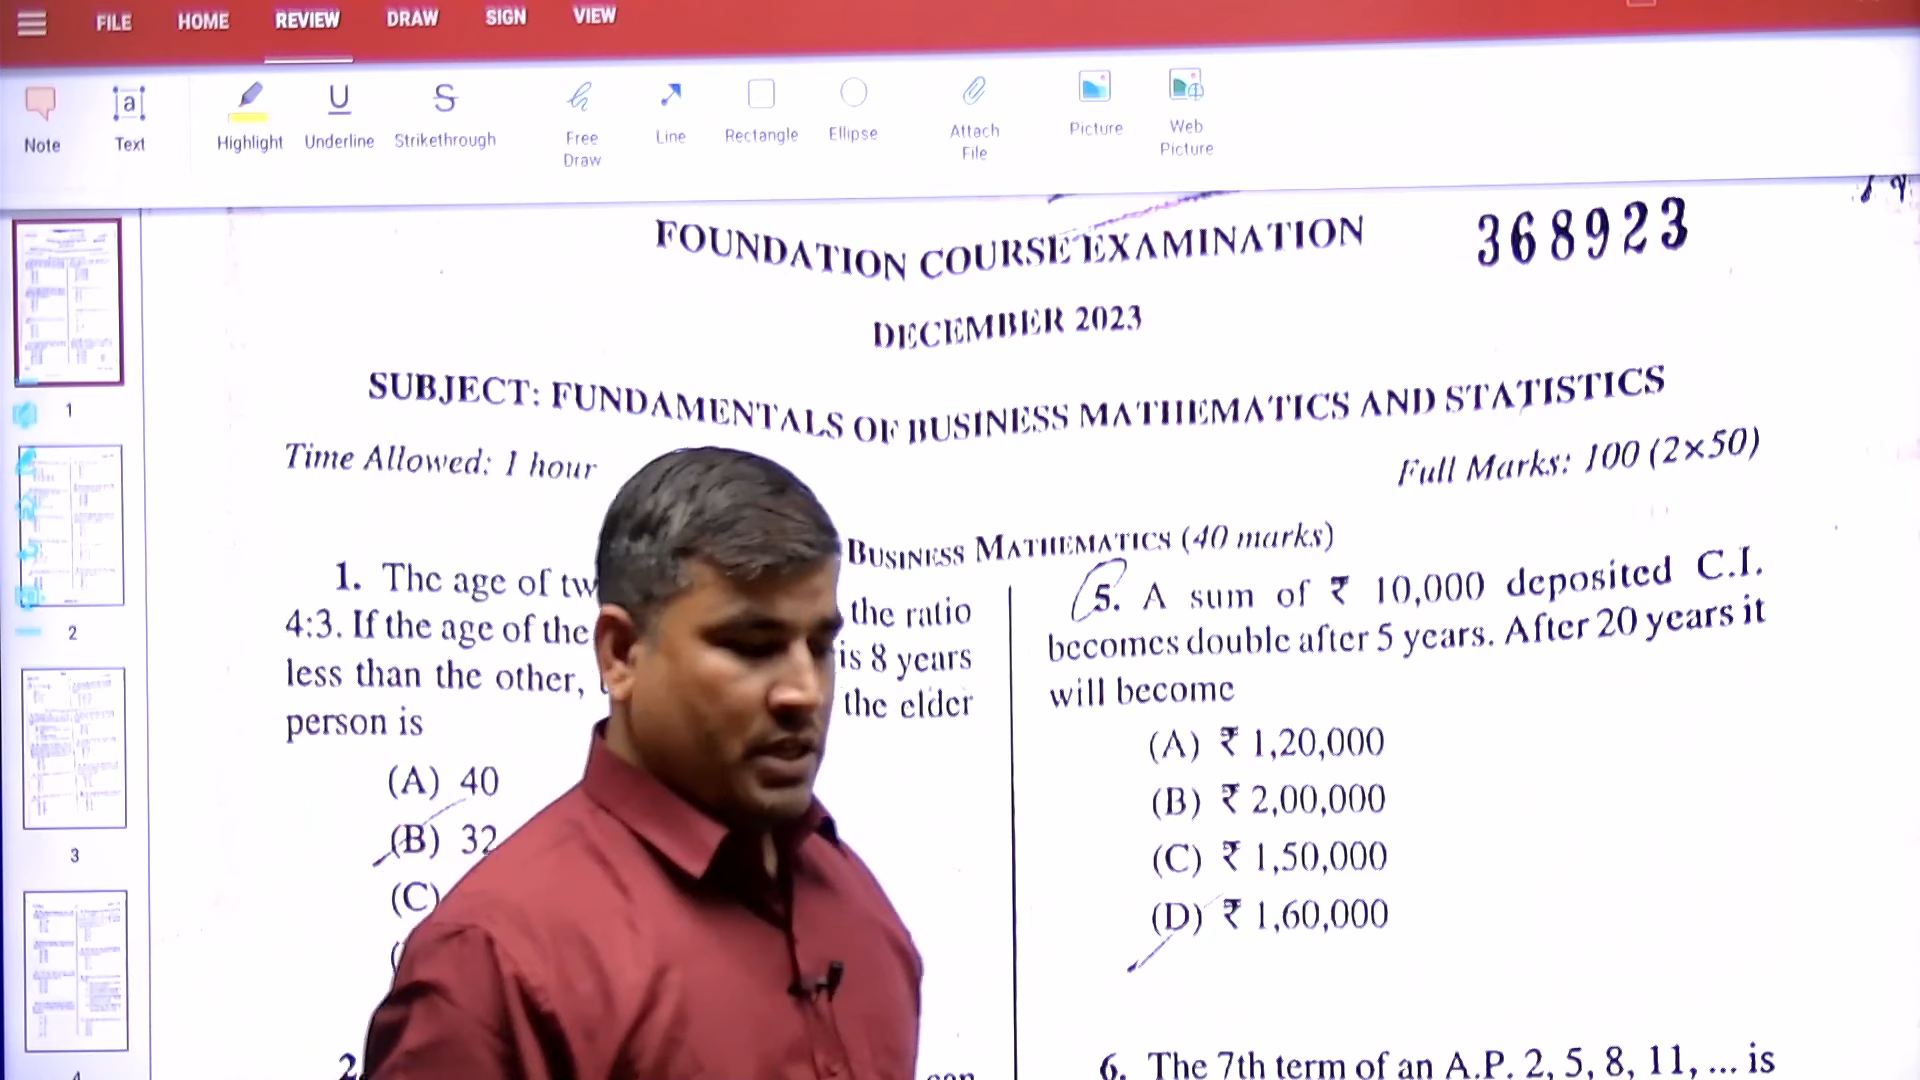 FILE HOME REVIEW DRAW SIGN VIEW
Note Text Highlight Underline Strikethrough Free Draw Line Rectangle Ellipse Attach File Picture Web Picture
FOUNDATION COURSE EXAMINATION
368923
DECEMBER 2023
SUBJECT: FUNDAMENTALS OF BUSINESS MATHEMATICS AND STATISTICS
Time Allowed: 1 hour
Full Marks: 100 (2×50)
BUSINESS MATHEMATICS (40 marks)
1. The age of tw the ratio
4:3. If the age of the is 8 years
less than the other, the elder
person is
(A) 40
(B) 32
(C)
2.
5. A sum of ₹ 10,000 deposited C.I.
becomes double after 5 years. After 20 years it
will become
(A) ₹ 1,20,000
(B) ₹ 2,00,000
(C) ₹ 1,50,000
(D) ₹ 1,60,000
6. The 7th term of an A.P. 2, 5, 8, 11, ... is
1
2
3